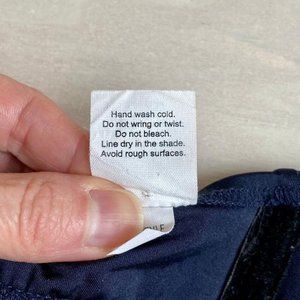 Hand wash cold.
Do not wring or twist.
Do not bleach.
Line dry in the shade.
Avoid rough surfaces.